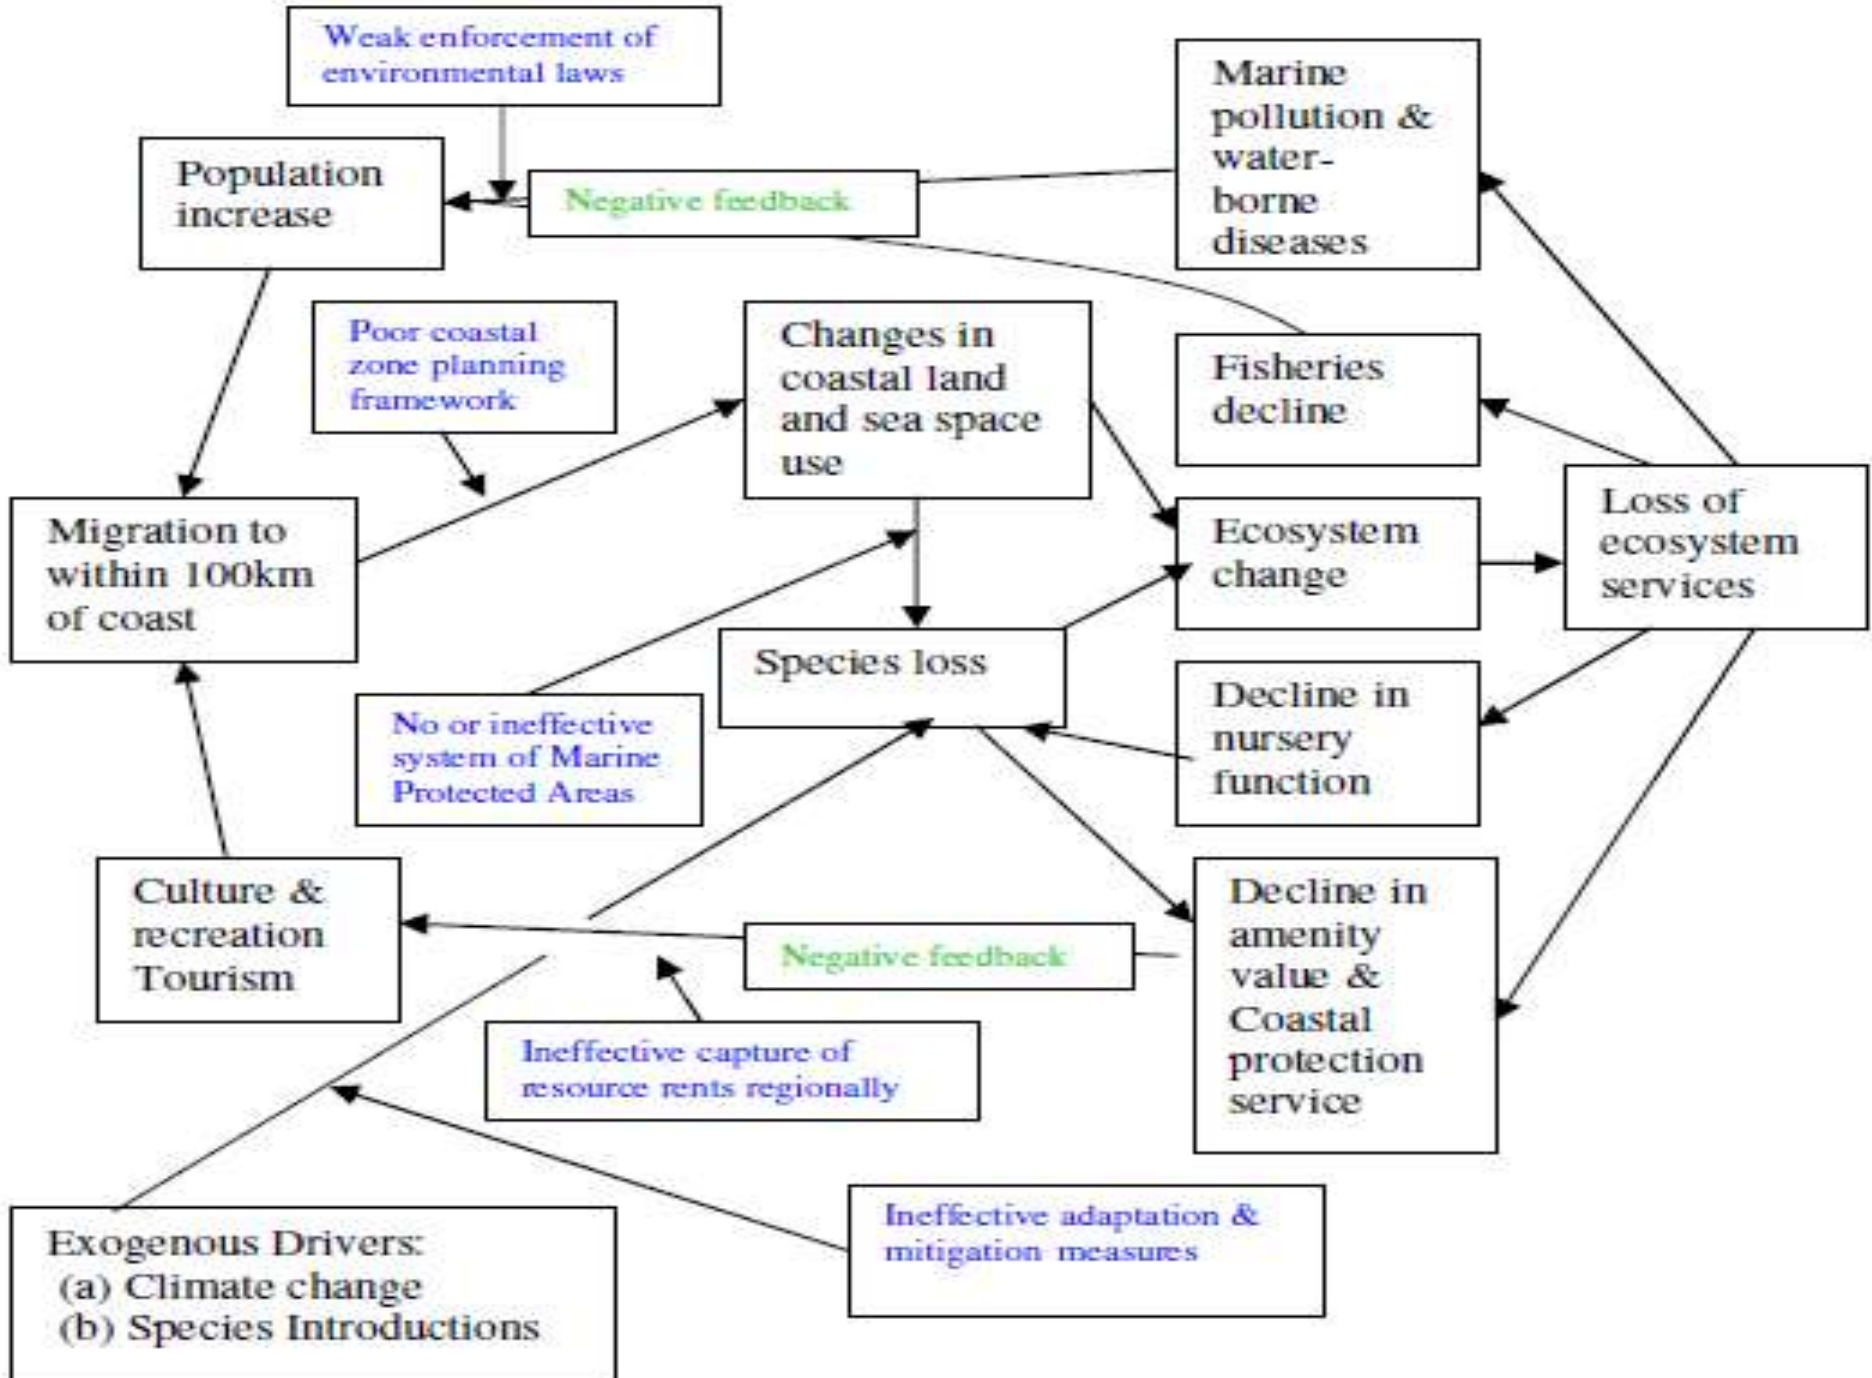 Weak enforcement of
environmental laws
Marine
pollution &
water-
borne
diseases
Population
increase
Negative feedback
Poor coastal
zone planning
framework
Changes in
coastal land
and sea space
use
Fisheries
decline
Migration to
within 100km
of coast
Ecosystem
change
Loss of
ecosystem
services
Species loss
No or ineffective
system of Marine
Protected Areas
Decline in
nursery
function
Culture &
recreation
Tourism
Negative feedback
Decline in
amenity
value &
Coastal
protection
service
Ineffective capture of
resource rents regionally
Ineffective adaptation &
mitigation measures
Exogenous Drivers:
(a) Climate change
(b) Species Introductions